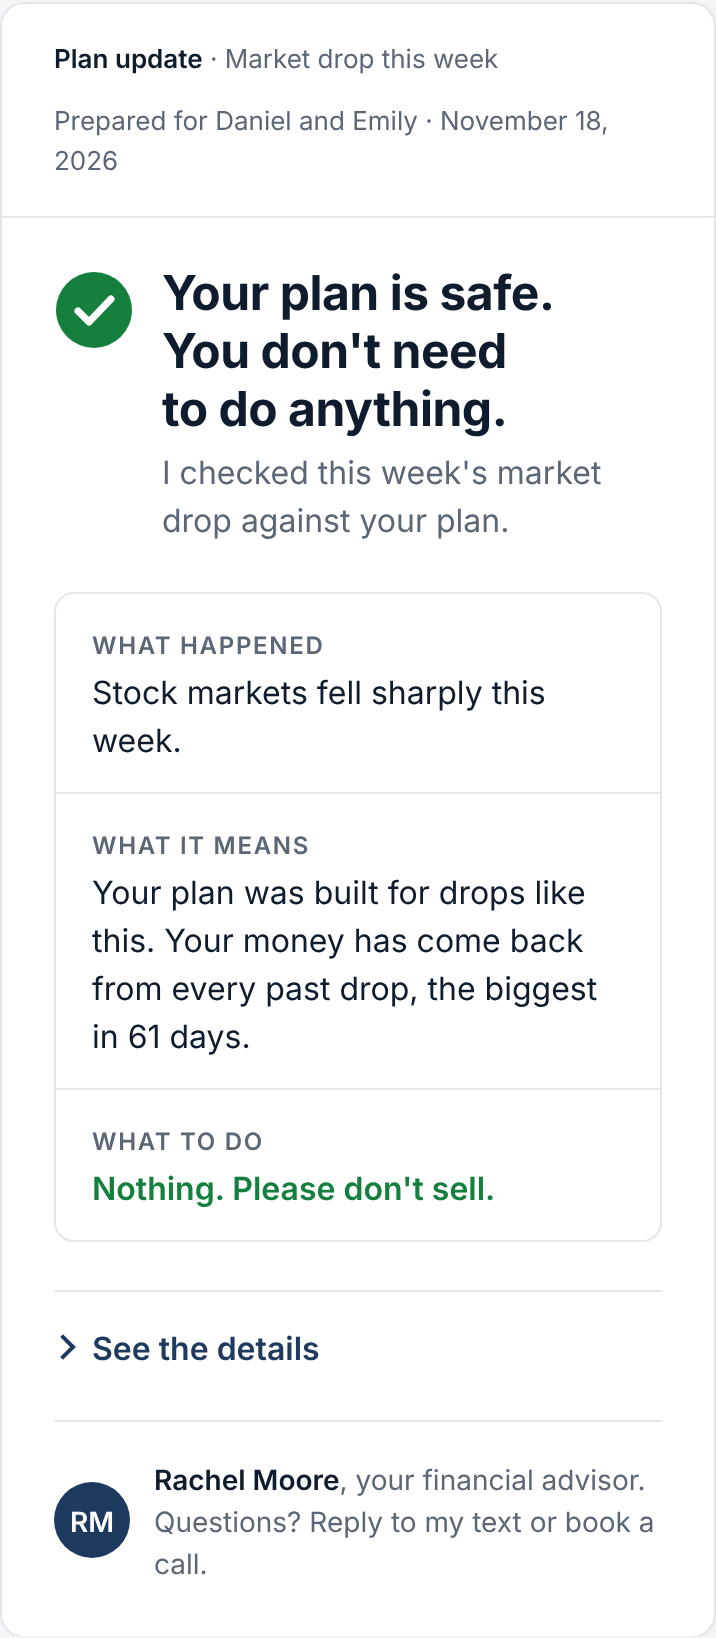 Plan update · Market drop this week
Prepared for Daniel and Emily · November 18,
2026
Your plan is safe.
You don't need
to do anything.
I checked this week's market
drop against your plan.
WHAT HAPPENED
Stock markets fell sharply this
week.
WHAT IT MEANS
Your plan was built for drops like
this. Your money has come back
from every past drop, the biggest
in 61 days.
WHAT TO DO
Nothing. Please don't sell.
See the details
RM
Rachel Moore, your financial advisor.
Questions? Reply to my text or book a
call.